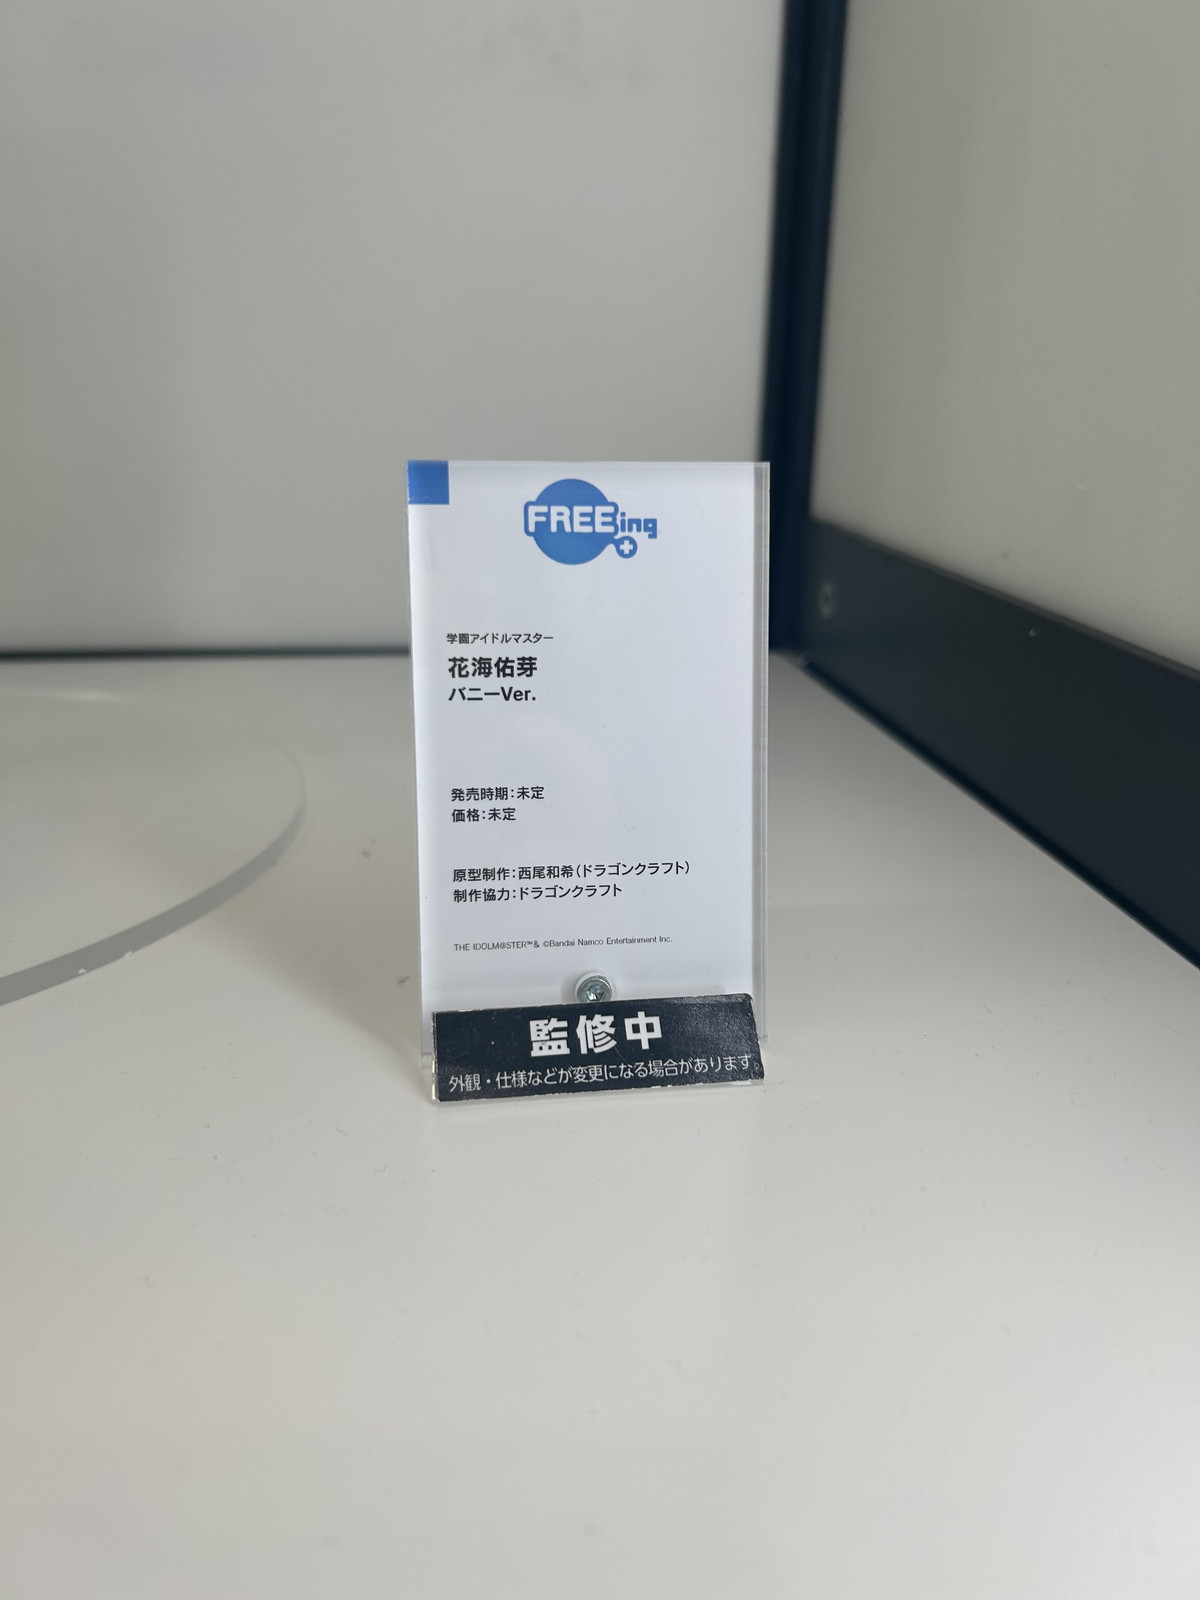 FREEing
学園アイドルマスター
花海佑芽
バニーVer.
発売時期：未定
価格：未定
原型制作：西尾和希（ドラゴンクラフト）
制作協力：ドラゴンクラフト
THE IDOLM@STER™& ©Bandai Namco Entertainment Inc.
監修中
外観・仕様などが変更になる場合があります。